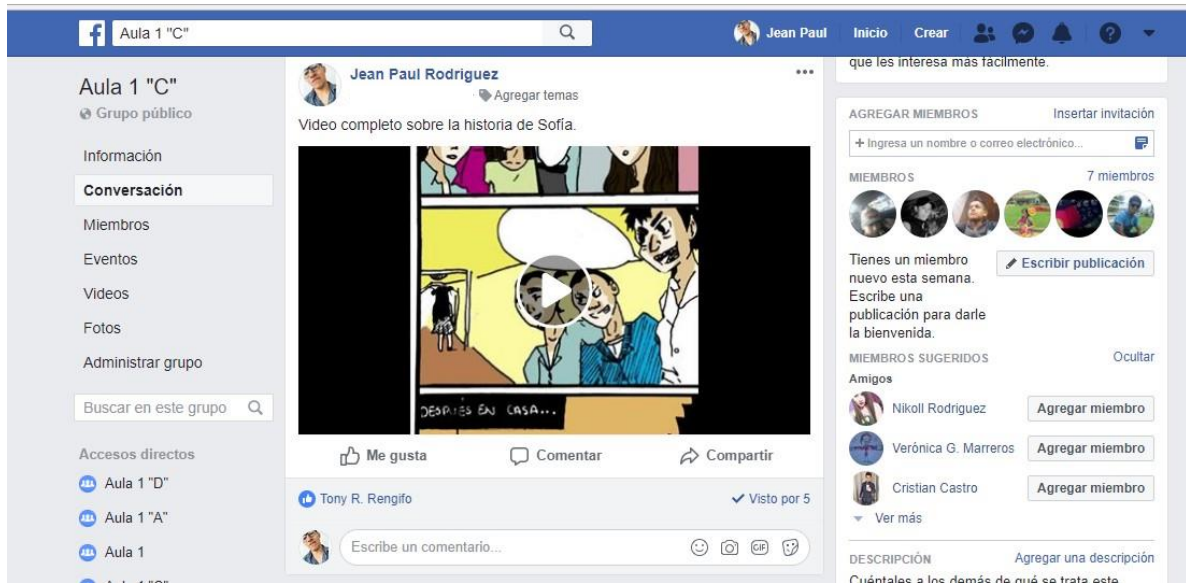 Aula 1 "C"
Jean Paul
Inicio
Crear
Aula 1 "C"
Grupo público
Información
Conversación
Miembros
Eventos
Videos
Fotos
Administrar grupo
Buscar en este grupo
Accesos directos
Aula 1 "D"
Aula 1 "A"
Aula 1
Jean Paul Rodriguez
Agregar temas
Video completo sobre la historia de Sofía.
DESPUÉS EN CASA...
Me gusta
Comentar
Compartir
Tony R. Rengifo
Visto por 5
Escribe un comentario...
GIF
que les interesa más fácilmente.
AGREGAR MIEMBROS
Insertar invitación
+ Ingresa un nombre o correo electrónico...
MIEMBROS
7 miembros
Tienes un miembro
nuevo esta semana.
Escribe una
publicación para darle
la bienvenida.
Escribir publicación
MIEMBROS SUGERIDOS
Ocultar
Amigos
Nikoll Rodriguez
Agregar miembro
Verónica G. Marreros
Agregar miembro
Cristian Castro
Agregar miembro
Ver más
DESCRIPCIÓN
Agregar una descripción
Cuéntales a los demás de qué se trata este